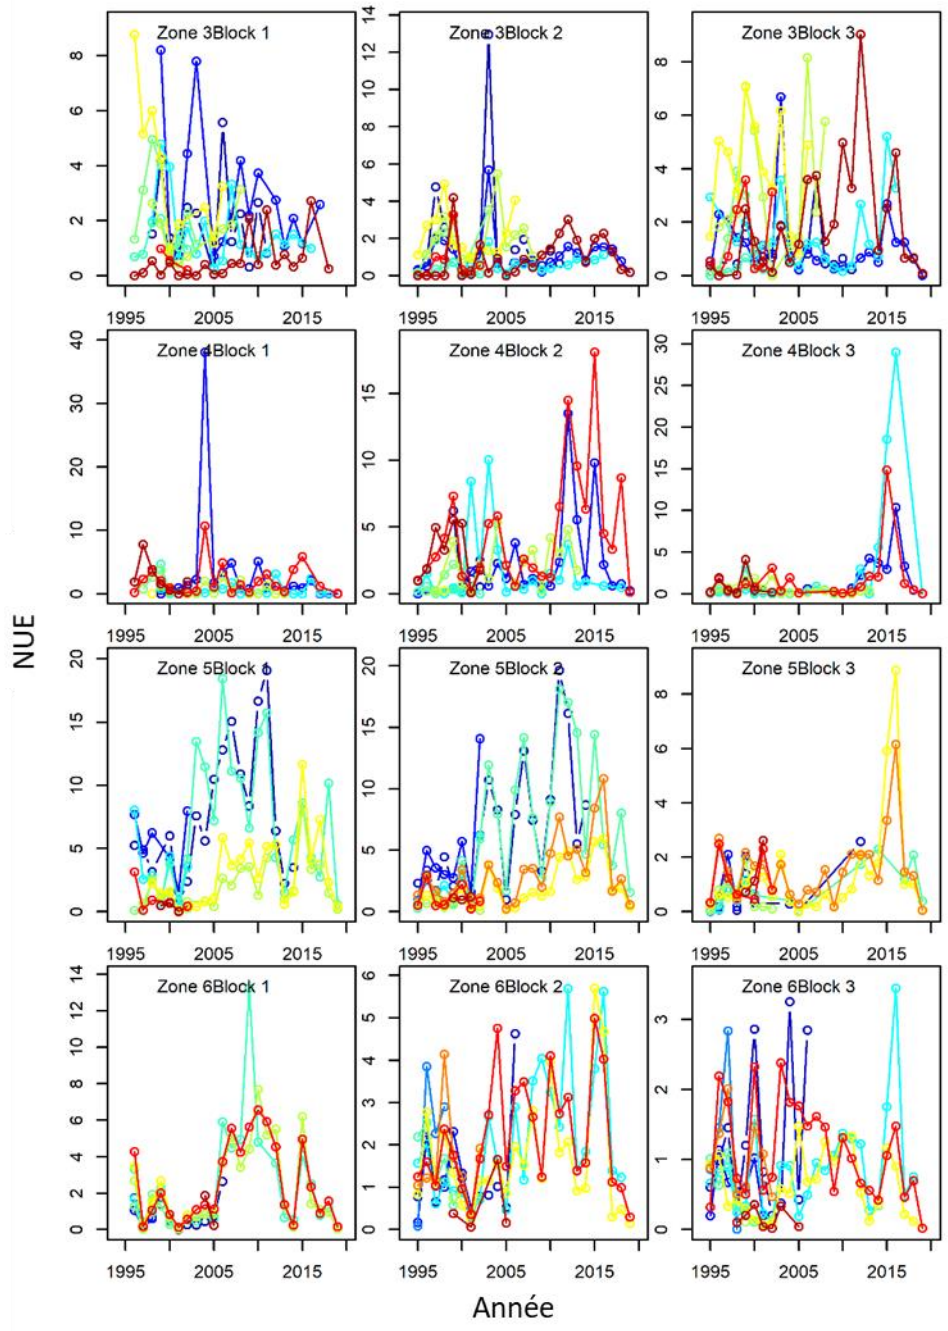 Zone 3Block 1
Zone 3Block 2
Zone 3Block 3
0 2 4 6 8
0 2 4 6 8 10 12 14
0 2 4 6 8
1995 2005 2015
1995 2005 2015
1995 2005 2015
Zone 4Block 1
Zone 4Block 2
Zone 4Block 3
0 10 20 30 40
0 5 10 15
0 5 10 15 20 25 30
1995 2005 2015
1995 2005 2015
1995 2005 2015
NUE
Zone 5Block 1
Zone 5Block 2
Zone 5Block 3
0 5 10 15 20
0 5 10 15 20
0 2 4 6 8
1995 2005 2015
1995 2005 2015
1995 2005 2015
Zone 6Block 1
Zone 6Block 2
Zone 6Block 3
0 2 4 6 8 10 12 14
0 1 2 3 4 5 6
0 1 2 3
1995 2005 2015
1995 2005 2015
1995 2005 2015
Année